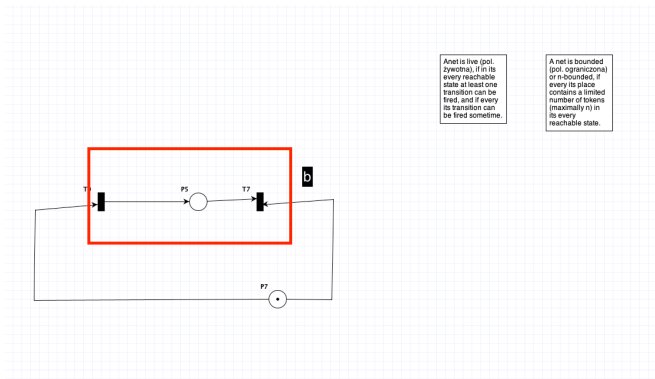 Anet is live (pol.
żywotna), if in its
every reachable
state at least one
transition can be
fired, and if every
its transition can
be fired sometime.
A net is bounded
(pol. ograniczona)
or n-bounded, if
every its place
contains a limited
number of tokens
(maximally n) in
its every
reachable state.
b
P5
T7
P7